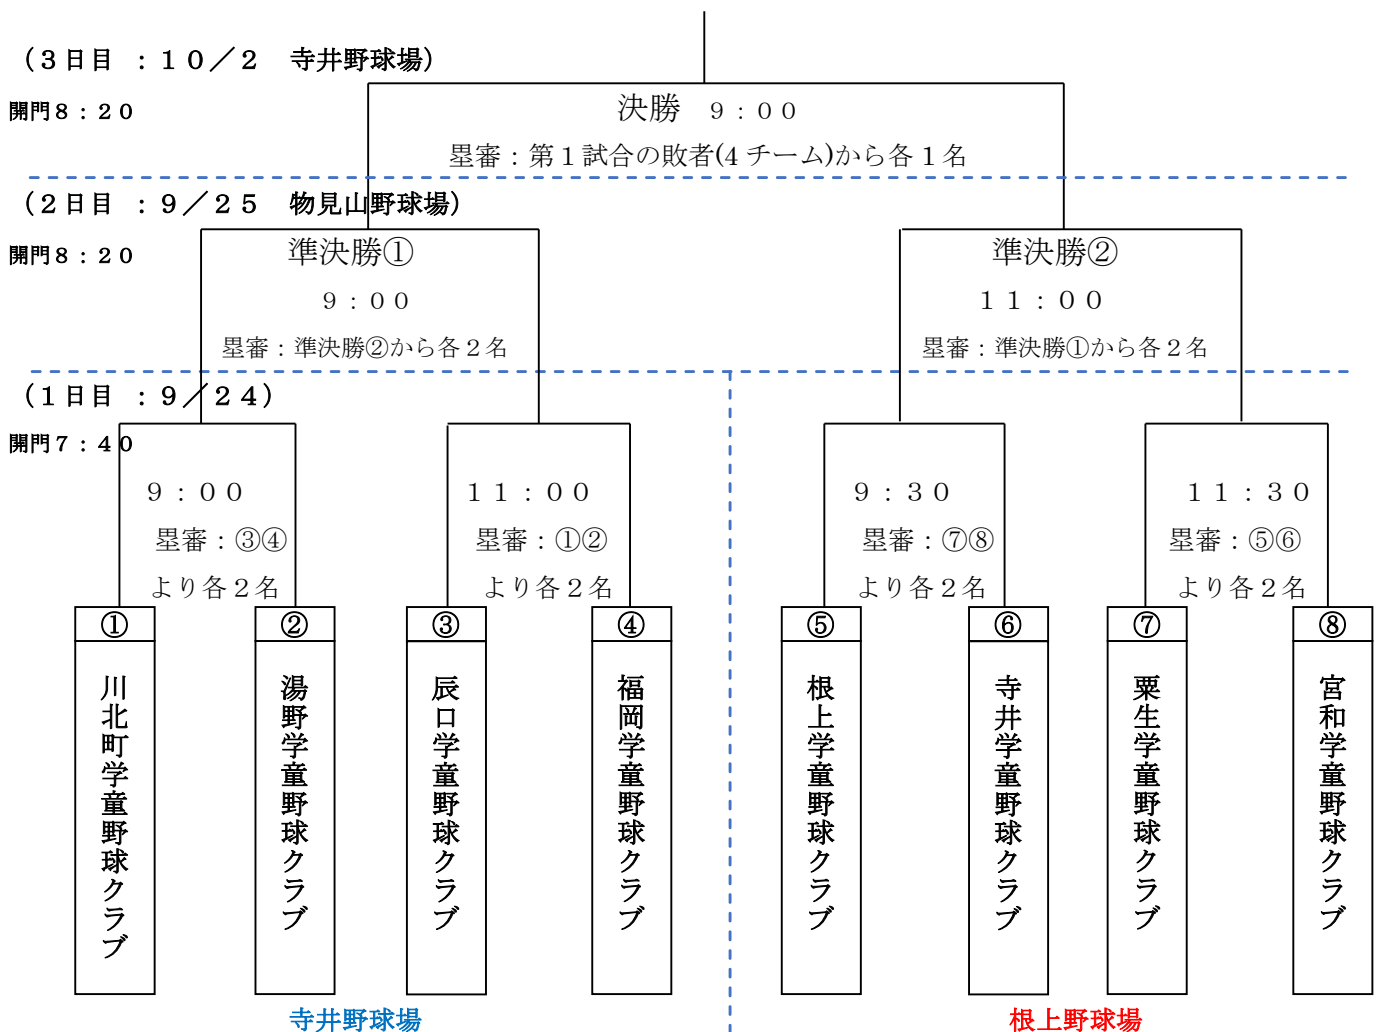 （３日目 ：１０／２　寺井野球場）
開門８：２０
決勝　９：００
塁審：第１試合の敗者(4 チーム)から各１名
（２日目 ：９／２５　物見山野球場）
開門８：２０
準決勝①
９：００
塁審：準決勝②から各２名
準決勝②
１１：００
塁審：準決勝①から各２名
（１日目 ：９／２４）
開門７：４０
９：００
塁審：③④
より各２名
１１：００
塁審：①②
より各２名
９：３０
塁審：⑦⑧
より各２名
１１：３０
塁審：⑤⑥
より各２名
①
川北町学童野球クラブ
②
湯野学童野球クラブ
③
辰口学童野球クラブ
④
福岡学童野球クラブ
⑤
根上学童野球クラブ
⑥
寺井学童野球クラブ
⑦
粟生学童野球クラブ
⑧
宮和学童野球クラブ
寺井野球場
根上野球場